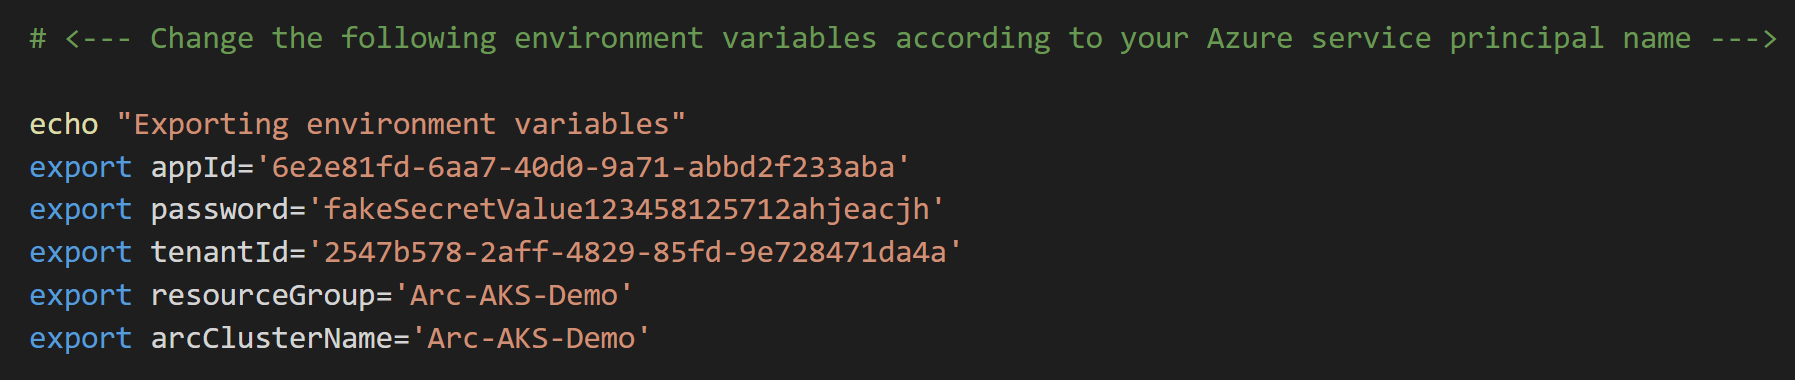 # <--- Change the following environment variables according to your Azure service principal name --->
echo "Exporting environment variables"
export appId='6e2e81fd-6aa7-40d0-9a71-abbd2f233aba'
export password='fakeSecretValue123458125712ahjeacjh'
export tenantId='2547b578-2aff-4829-85fd-9e728471da4a'
export resourceGroup='Arc-AKS-Demo'
export arcClusterName='Arc-AKS-Demo'